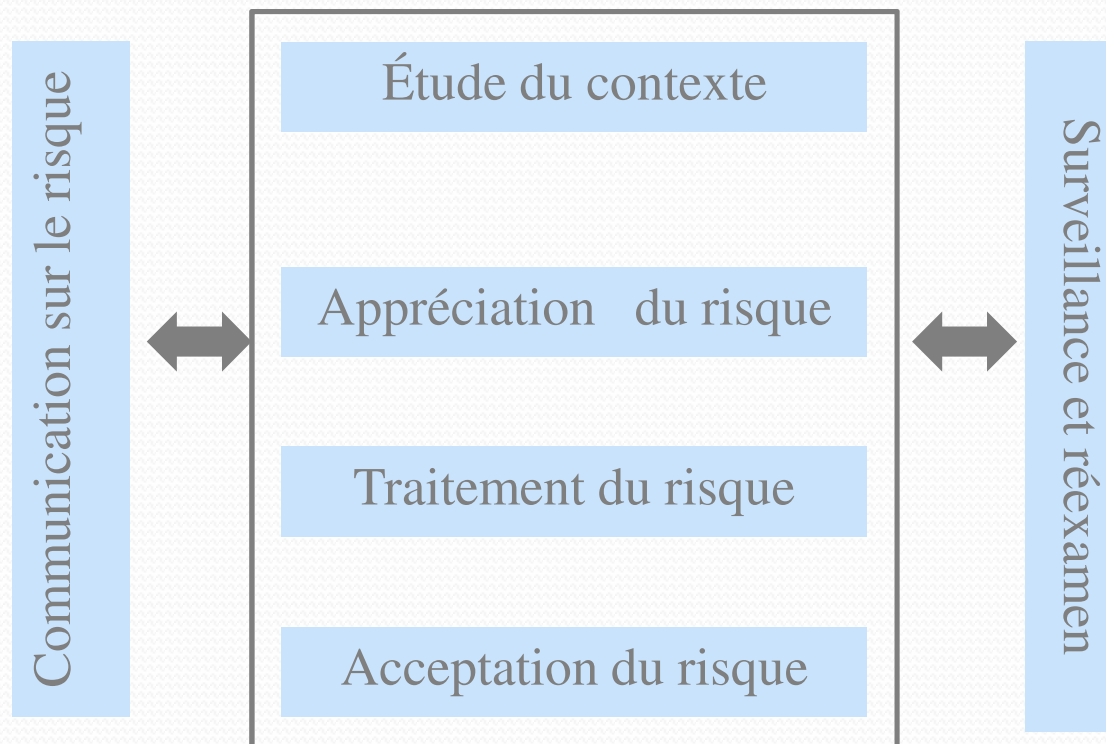 Communication sur le risque
Étude du contexte
Appréciation du risque
Traitement du risque
Acceptation du risque
Surveillance et réexamen